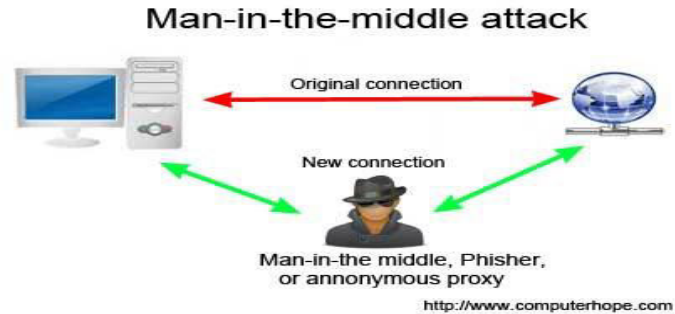 Man-in-the-middle attack
Original connection
New connection
Man-in-the middle, Phisher,
or annonymous proxy
http://www.computerhope.com